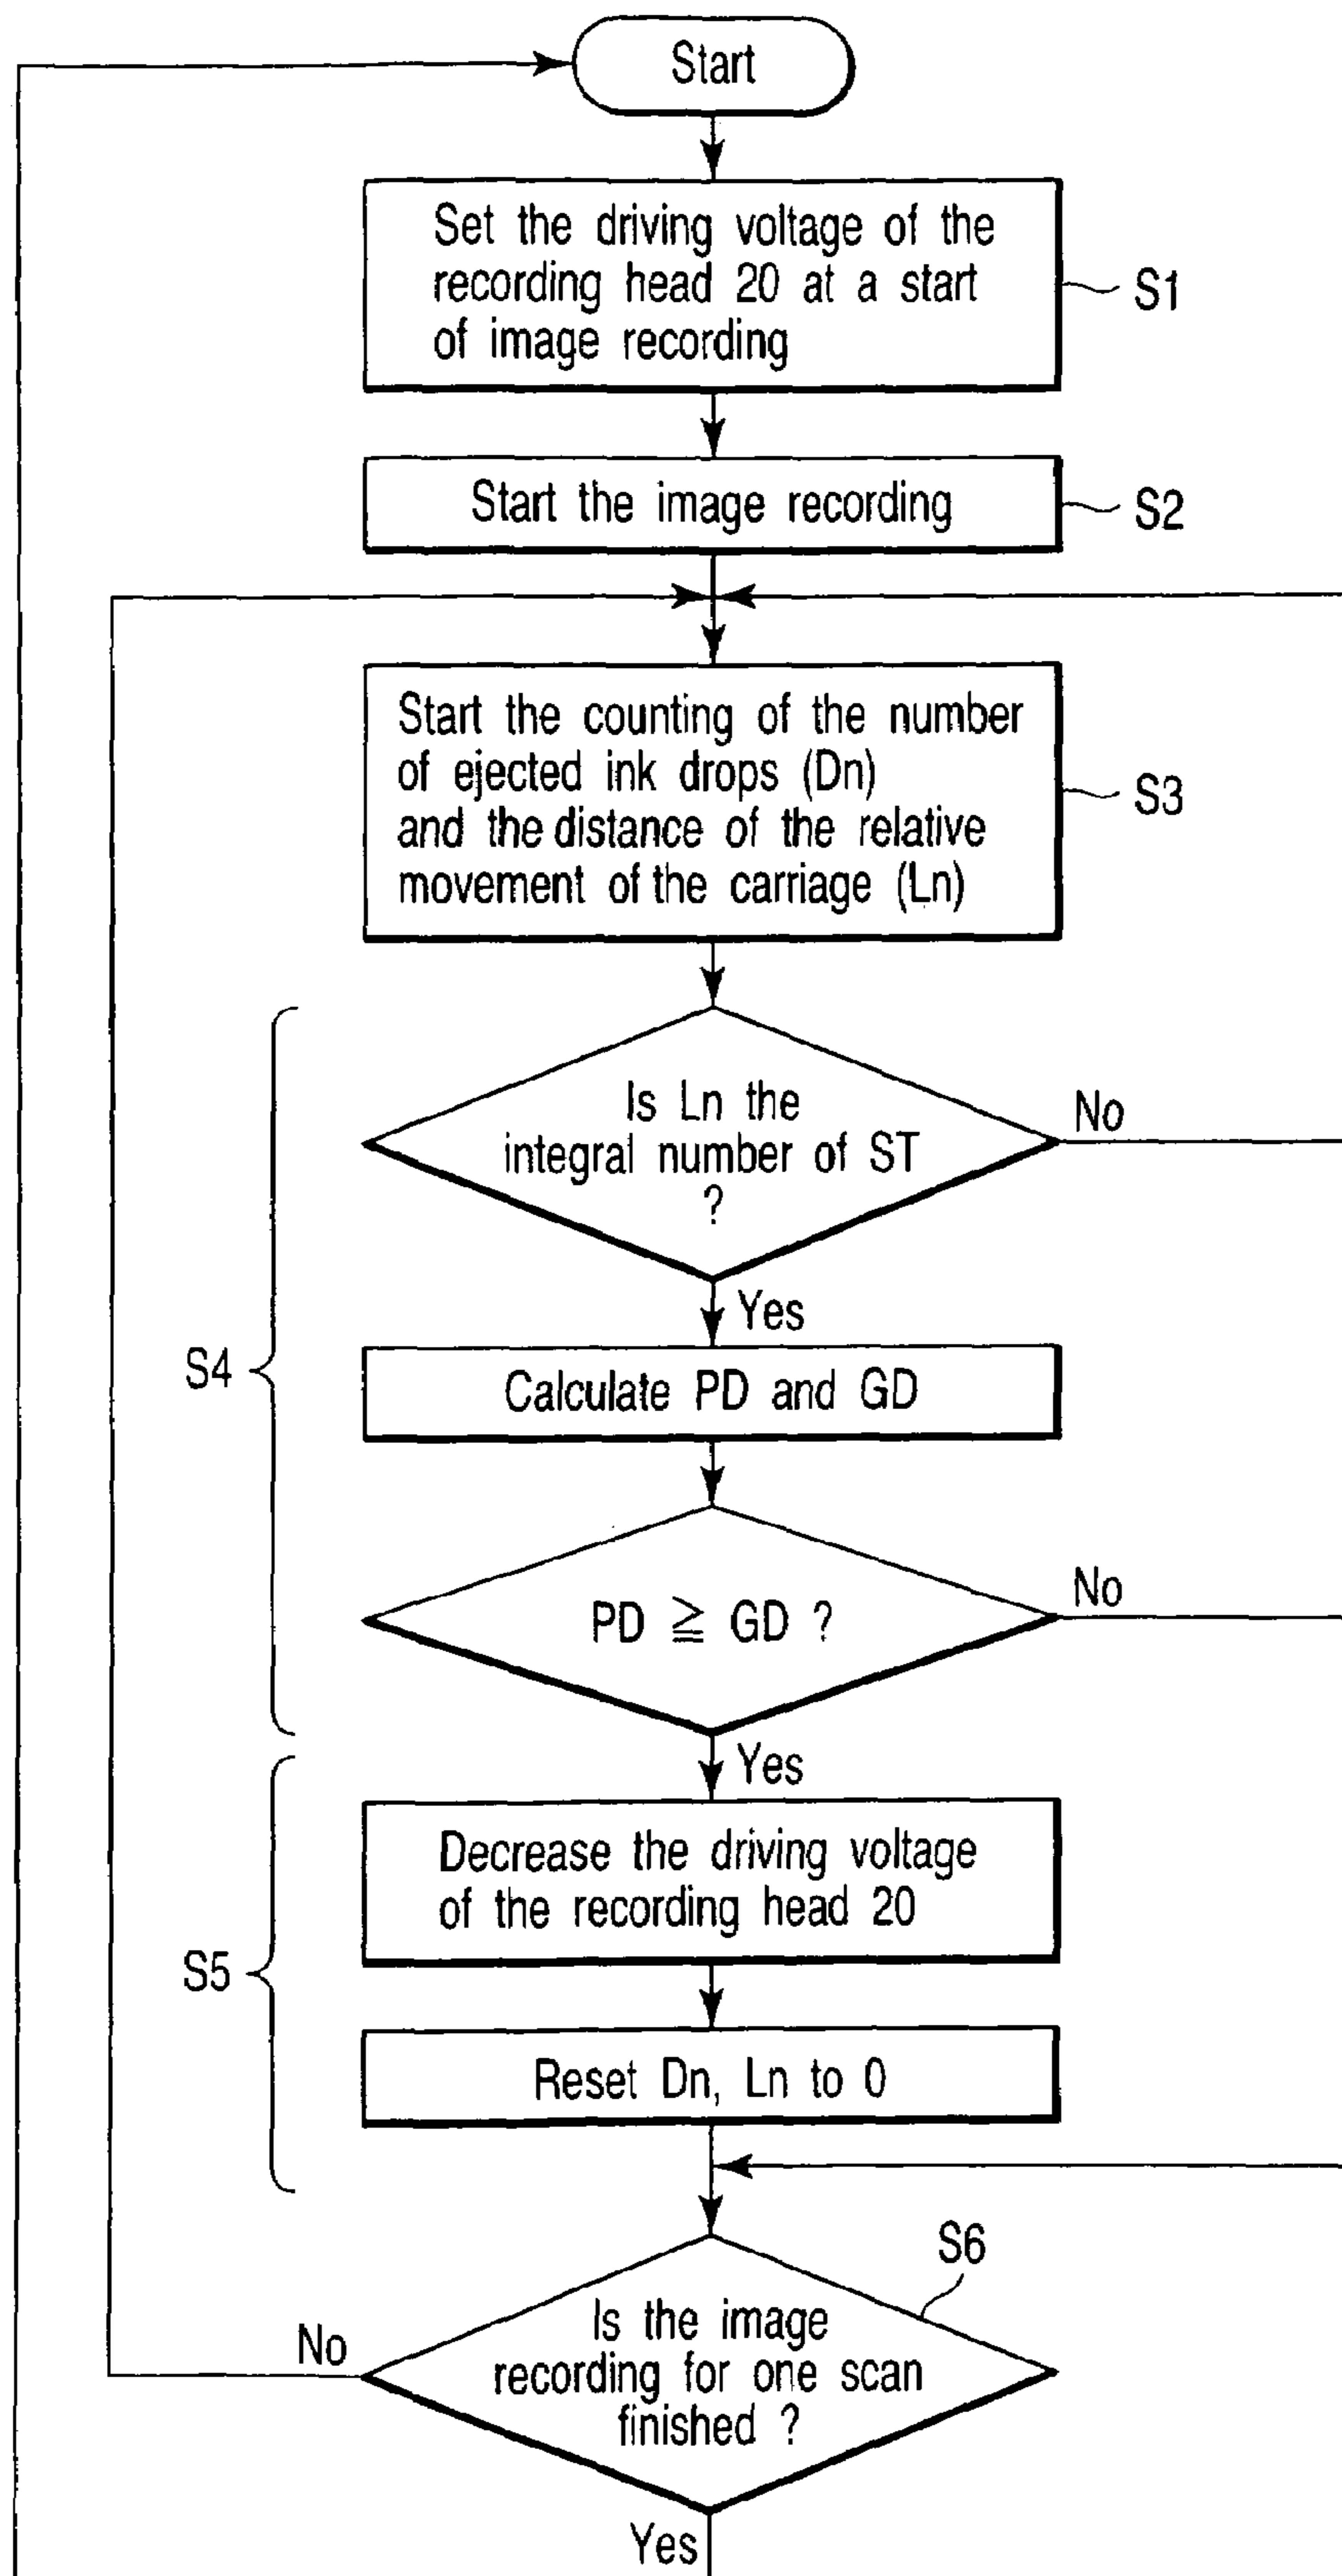 Start
Set the driving voltage of the
recording head 20 at a start
of image recording
S1
Start the image recording
S2
Start the counting of the number
of ejected ink drops (Dn)
and the distance of the relative
movement of the carriage (Ln)
S3
Is Ln the
integral number of ST
?
No
Yes
S4
Calculate PD and GD
PD ≧ GD ?
No
Yes
Decrease the driving voltage
of the recording head 20
S5
Reset Dn, Ln to 0
S6
Is the image
recording for one scan
finished ?
No
Yes